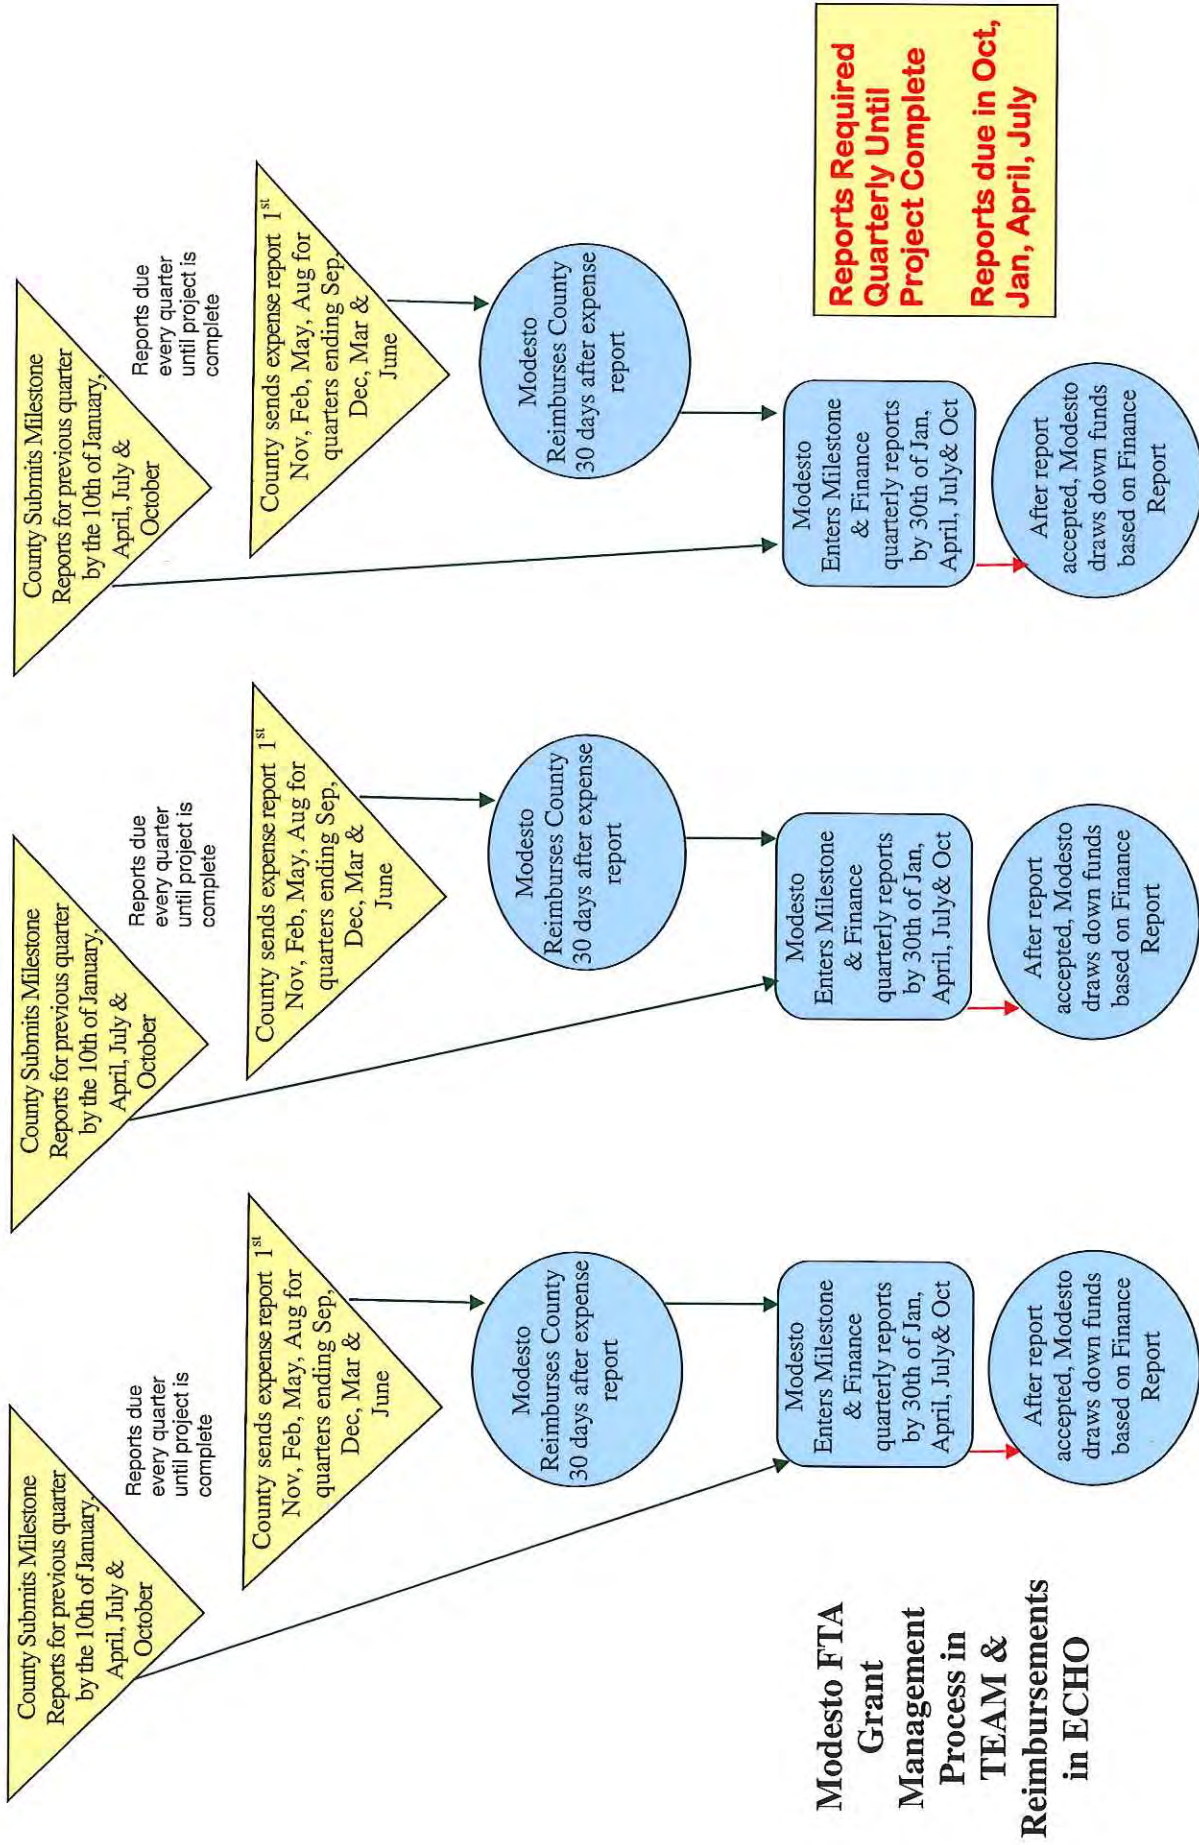 County Submits Milestone
Reports for previous quarter
by the 10th of January,
April, July &
October
Reports due
every quarter
until project is
complete
County sends expense report 1st
Nov, Feb, May, Aug for
quarters ending Sep,
Dec, Mar &
June
Modesto
Reimburses County
30 days after expense
report
Modesto
Enters Milestone
& Finance
quarterly reports
by 30th of Jan,
April, July& Oct
After report
accepted, Modesto
draws down funds
based on Finance
Report
County Submits Milestone
Reports for previous quarter
by the 10th of January,
April, July &
October
Reports due
every quarter
until project is
complete
County sends expense report 1st
Nov, Feb, May, Aug for
quarters ending Sep,
Dec, Mar &
June
Modesto
Reimburses County
30 days after expense
report
Modesto
Enters Milestone
& Finance
quarterly reports
by 30th of Jan,
April, July& Oct
After report
accepted, Modesto
draws down funds
based on Finance
Report
County Submits Milestone
Reports for previous quarter
by the 10th of January,
April, July &
October
Reports due
every quarter
until project is
complete
County sends expense report 1st
Nov, Feb, May, Aug for
quarters ending Sep,
Dec, Mar &
June
Modesto
Reimburses County
30 days after expense
report
Modesto
Enters Milestone
& Finance
quarterly reports
by 30th of Jan,
April, July& Oct
After report
accepted, Modesto
draws down funds
based on Finance
Report
Modesto FTA
Grant
Management
Process in
TEAM &
Reimbursements
in ECHO
Reports Required
Quarterly Until
Project Complete
Reports due in Oct,
Jan, April, July